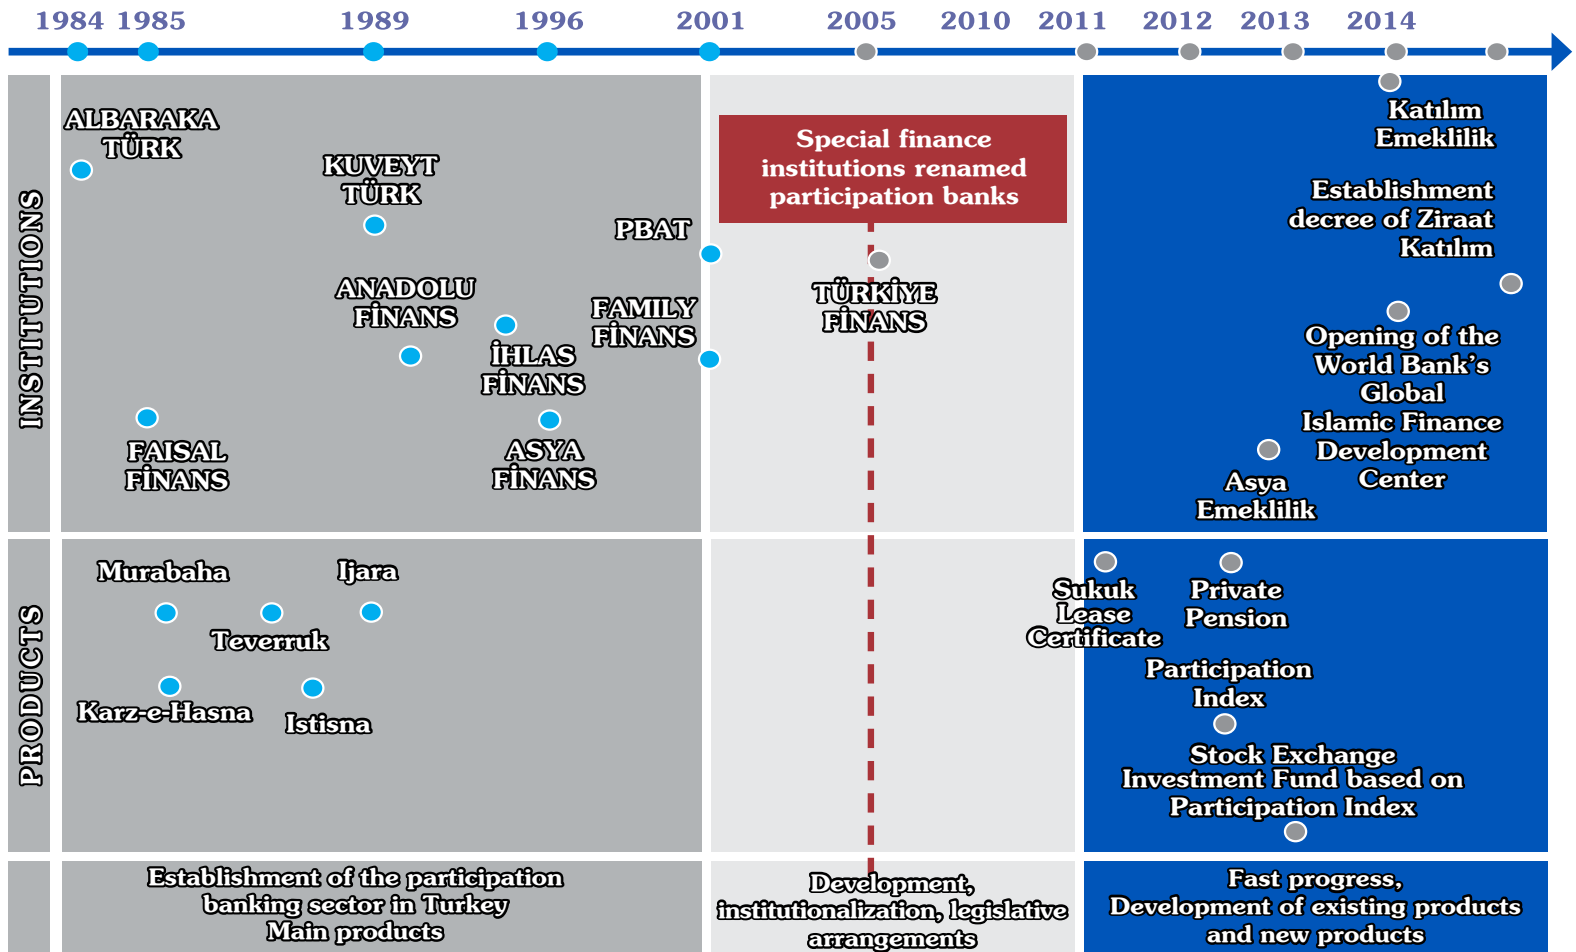 1984 1985 1989 1996 2001 2005 2010 2011 2012 2013 2014
INSTITUTIONS
ALBARAKA
TÜRK
KUVEYT
TÜRK
ANADOLU
FİNANS
İHLAS
FİNANS
FAISAL
FİNANS
ASYA
FİNANS
PBAT
FAMILY
FİNANS
Special finance
institutions renamed
participation banks
TÜRKİYE
FİNANS
Katılım
Emeklilik
Establishment
decree of Ziraat
Katılım
Opening of the
World Bank's
Global
Islamic Finance
Development
Center
Asya
Emeklilik
PRODUCTS
Murabaha
Ijara
Teverruk
Karz-e-Hasna
Istisna
Sukuk
Lease
Certificate
Private
Pension
Participation
Index
Stock Exchange
Investment Fund based on
Participation Index
Establishment of the participation
banking sector in Turkey
Main products
Development,
institutionalization, legislative
arrangements
Fast progress,
Development of existing products
and new products